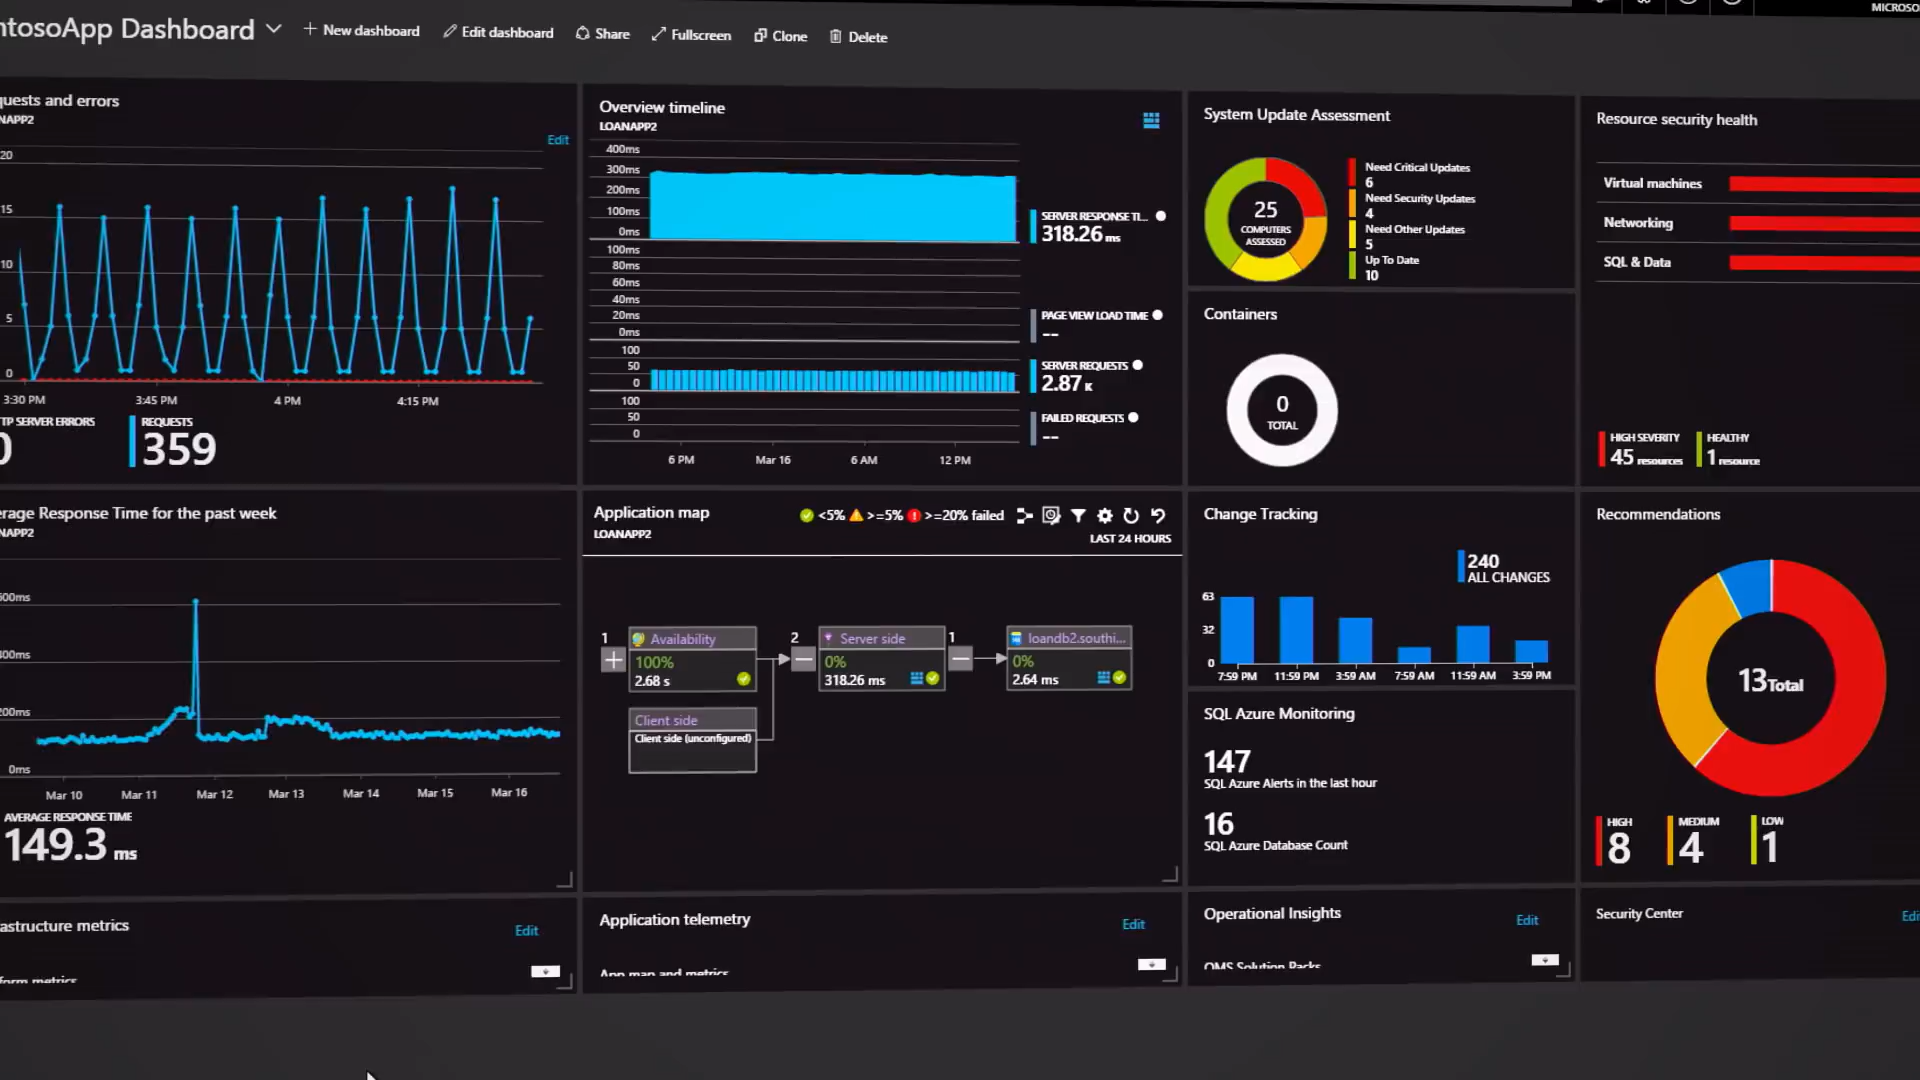 ntosoApp Dashboard
New dashboard
Edit dashboard
Share
Fullscreen
Clone
Delete
MICROSO
quests and errors
NAPP2
Edit
20
15
10
5
0
3:30 PM 3:45 PM 4 PM 4:15 PM
TP SERVER ERRORS
0
REQUESTS
359
Overview timeline
LOANAPP2
400ms
300ms
200ms
100ms
0ms
100ms
80ms
60ms
40ms
20ms
0ms
100
50
0
100
50
0
6 PM Mar 16 6 AM 12 PM
SERVER RESPONSE TI...
318.26 ms
PAGE VIEW LOAD TIME
--
SERVER REQUESTS
2.87 K
FAILED REQUESTS
--
System Update Assessment
25
COMPUTERS
ASSESSED
Need Critical Updates
6
Need Security Updates
4
Need Other Updates
5
Up To Date
10
Containers
0
TOTAL
Resource security health
Virtual machines
Networking
SQL & Data
HIGH SEVERITY
45 resources
HEALTHY
1 resource
erage Response Time for the past week
NAPP2
600ms
400ms
200ms
0ms
Mar 10 Mar 11 Mar 12 Mar 13 Mar 14 Mar 15 Mar 16
AVERAGE RESPONSE TIME
149.3 ms
Application map
LOANAPP2
<5% >=5% >=20% failed
LAST 24 HOURS
1
Availability
100%
2.68 s
2
Server side
0%
318.26 ms
1
loandb2.southi...
0%
2.64 ms
Client side
Client side (unconfigured)
Change Tracking
240
ALL CHANGES
63
32
0
7:59 PM 11:59 PM 3:59 AM 7:59 AM 11:59 AM 3:59 PM
SQL Azure Monitoring
147
SQL Azure Alerts in the last hour
16
SQL Azure Database Count
Recommendations
13 Total
HIGH
8
MEDIUM
4
LOW
1
astructure metrics
Edit
form metrics
Application telemetry
Edit
App map and metrics
Operational Insights
Edit
OMS Solution Packs
Security Center
Edi